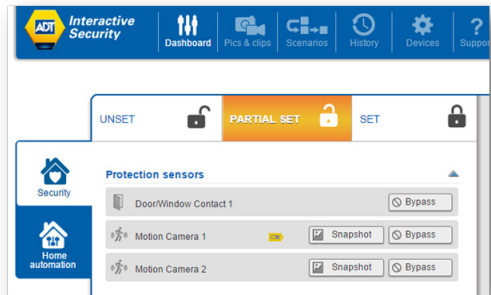 ADT
Interactive
Security
Dashboard
Pics & clips
Scenarios
History
Devices
?
Suppor
UNSET
PARTIAL SET
SET
Security
Home
automation
Protection sensors
Door/Window Contact 1
Bypass
Motion Camera 1
Snapshot
Bypass
Motion Camera 2
Snapshot
Bypass